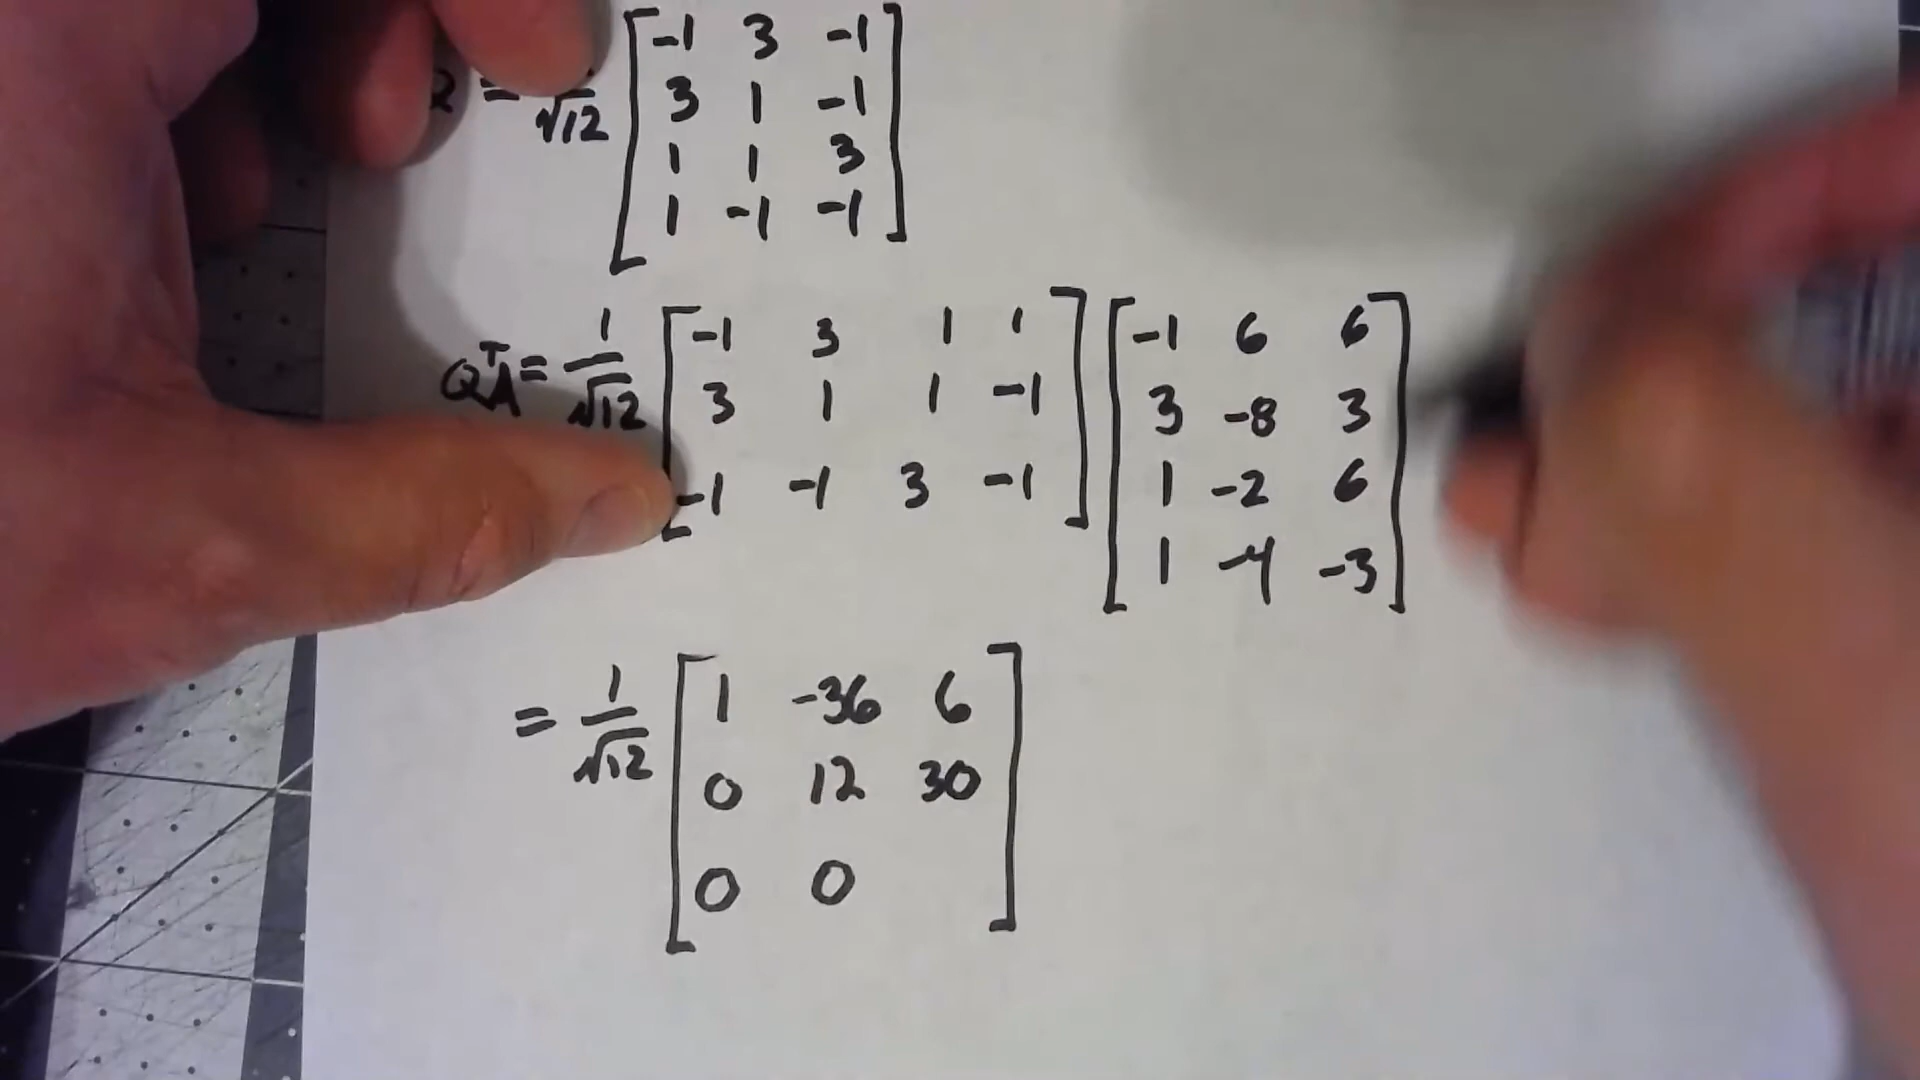 -1 3 -1
3 1 -1
= √12
1 1 3
1 -1 -1
QᵀA = 1/√12 [-1 3 1 1] [-1 6 6]
3 1 1 -1 3 -8 3
-1 -1 3 -1 1 -2 6
1 -4 -3
= 1/√12 [1 -36 6]
0 12 30
0 0